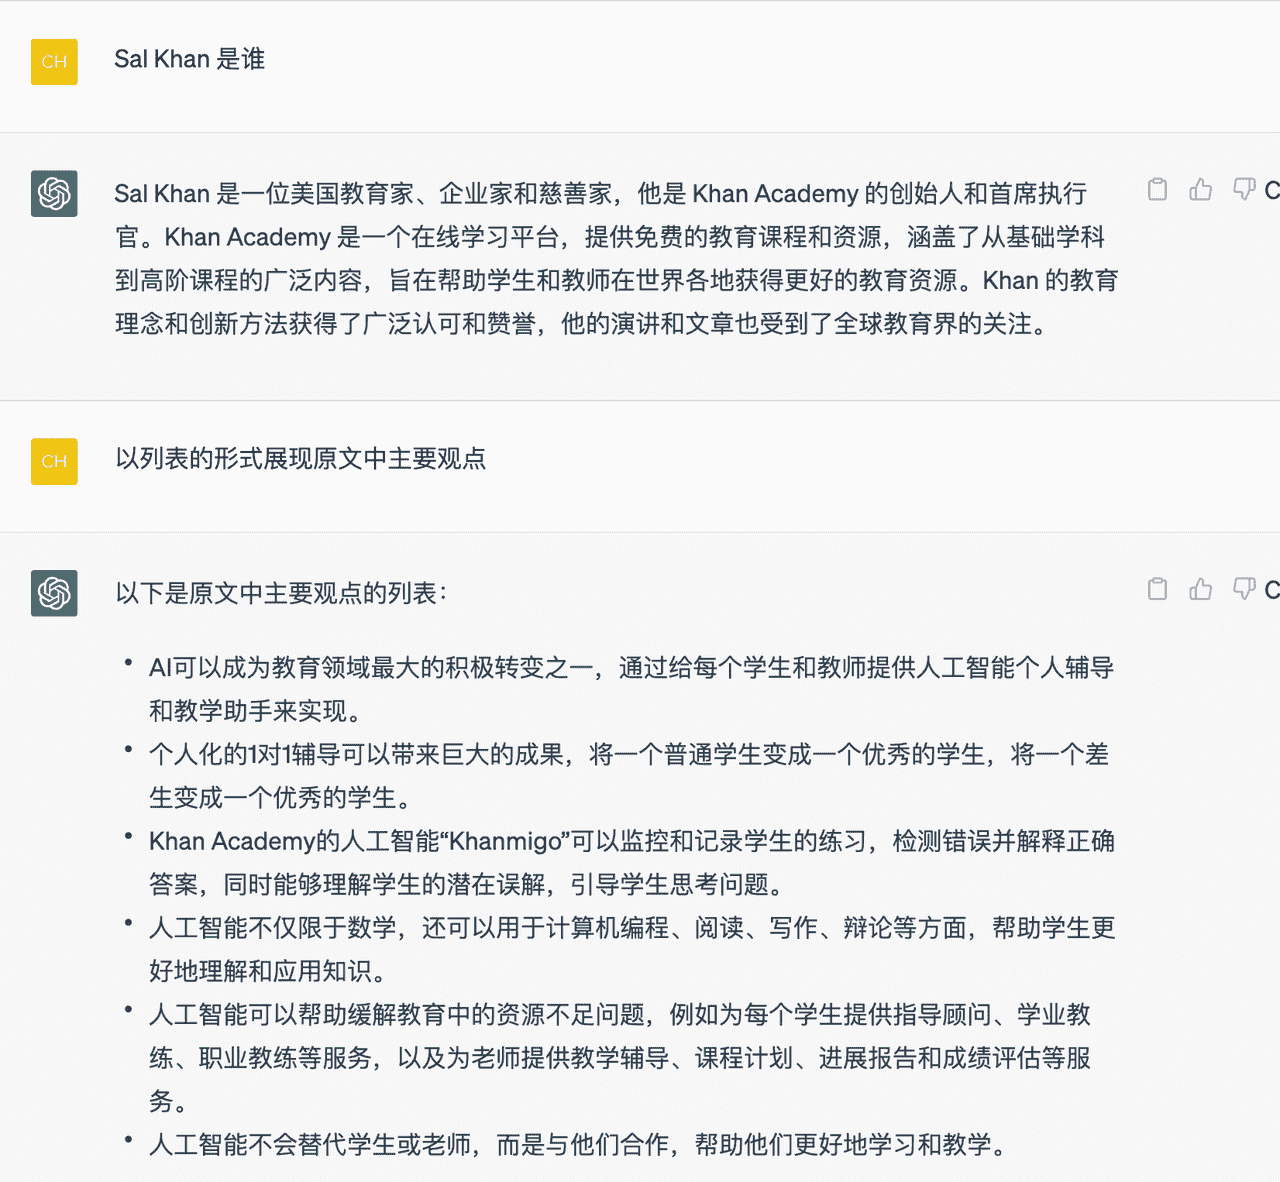 CH
Sal Khan 是谁
Sal Khan 是一位美国教育家、企业家和慈善家，他是 Khan Academy 的创始人和首席执行
官。Khan Academy 是一个在线学习平台，提供免费的教育课程和资源，涵盖了从基础学科
到高阶课程的广泛内容，旨在帮助学生和教师在世界各地获得更好的教育资源。Khan 的教育
理念和创新方法获得了广泛认可和赞誉，他的演讲和文章也受到了全球教育界的关注。
CH
以列表的形式展现原文中主要观点
以下是原文中主要观点的列表：
• AI可以成为教育领域最大的积极转变之一，通过给每个学生和教师提供人工智能个人辅导
和教学助手来实现。
• 个人化的1对1辅导可以带来巨大的成果，将一个普通学生变成一个优秀的学生，将一个差
生变成一个优秀的学生。
• Khan Academy的人工智能“Khanmigo”可以监控和记录学生的练习，检测错误并解释正确
答案，同时能够理解学生的潜在误解，引导学生思考问题。
• 人工智能不仅限于数学，还可以用于计算机编程、阅读、写作、辩论等方面，帮助学生更
好地理解和应用知识。
• 人工智能可以帮助缓解教育中的资源不足问题，例如为每个学生提供指导顾问、学业教
练、职业教练等服务，以及为老师提供教学辅导、课程计划、进展报告和成绩评估等服
务。
• 人工智能不会替代学生或老师，而是与他们合作，帮助他们更好地学习和教学。